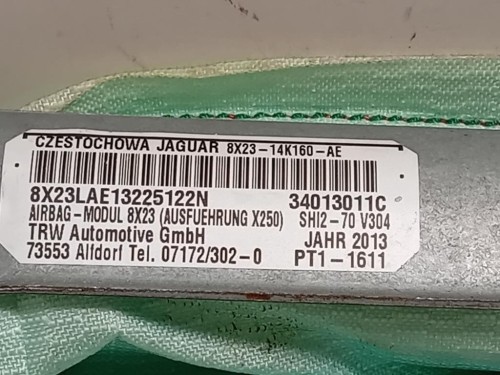 CZESTOCHOWA JAGUAR 8X23-14K160-AE
8X23LAE13225122N 34013011C
AIRBAG-MODUL 8X23 (AUSFUEHRUNG X250) SHI2-70 V304
TRW Automotive GmbH JAHR 2013
73553 Alfdorf Tel. 07172/302-0 PT1-1611